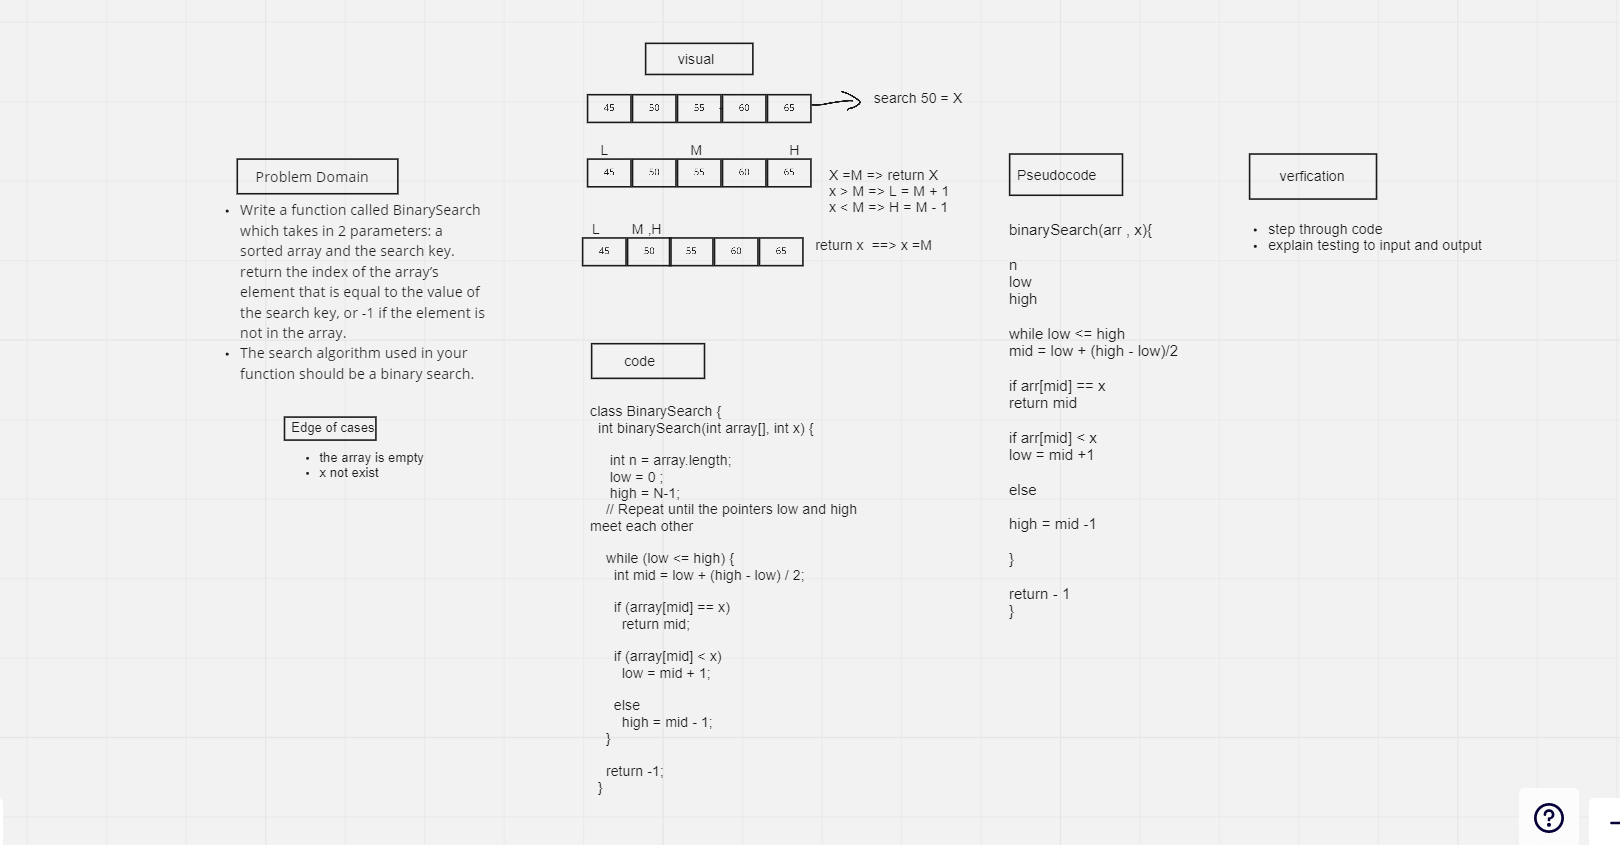 visual
45 50 55 60 65
search 50 = X
L M H
45 50 55 60 65
X =M => return X
x > M => L = M + 1
x < M => H = M - 1
L M ,H
45 50 55 60 65
return x ==> x =M
Problem Domain
• Write a function called BinarySearch
which takes in 2 parameters: a
sorted array and the search key.
return the index of the array’s
element that is equal to the value of
the search key, or -1 if the element is
not in the array.
• The search algorithm used in your
function should be a binary search.
Edge of cases
• the array is empty
• x not exist
code
class BinarySearch {
int binarySearch(int array[], int x) {
int n = array.length;
low = 0 ;
high = N-1;
// Repeat until the pointers low and high
meet each other
while (low <= high) {
int mid = low + (high - low) / 2;
if (array[mid] == x)
return mid;
if (array[mid] < x)
low = mid + 1;
else
high = mid - 1;
}
return -1;
}
Pseudocode
binarySearch(arr , x){
n
low
high
while low <= high
mid = low + (high - low)/2
if arr[mid] == x
return mid
if arr[mid] < x
low = mid +1
else
high = mid -1
}
return - 1
}
verfication
• step through code
• explain testing to input and output
?